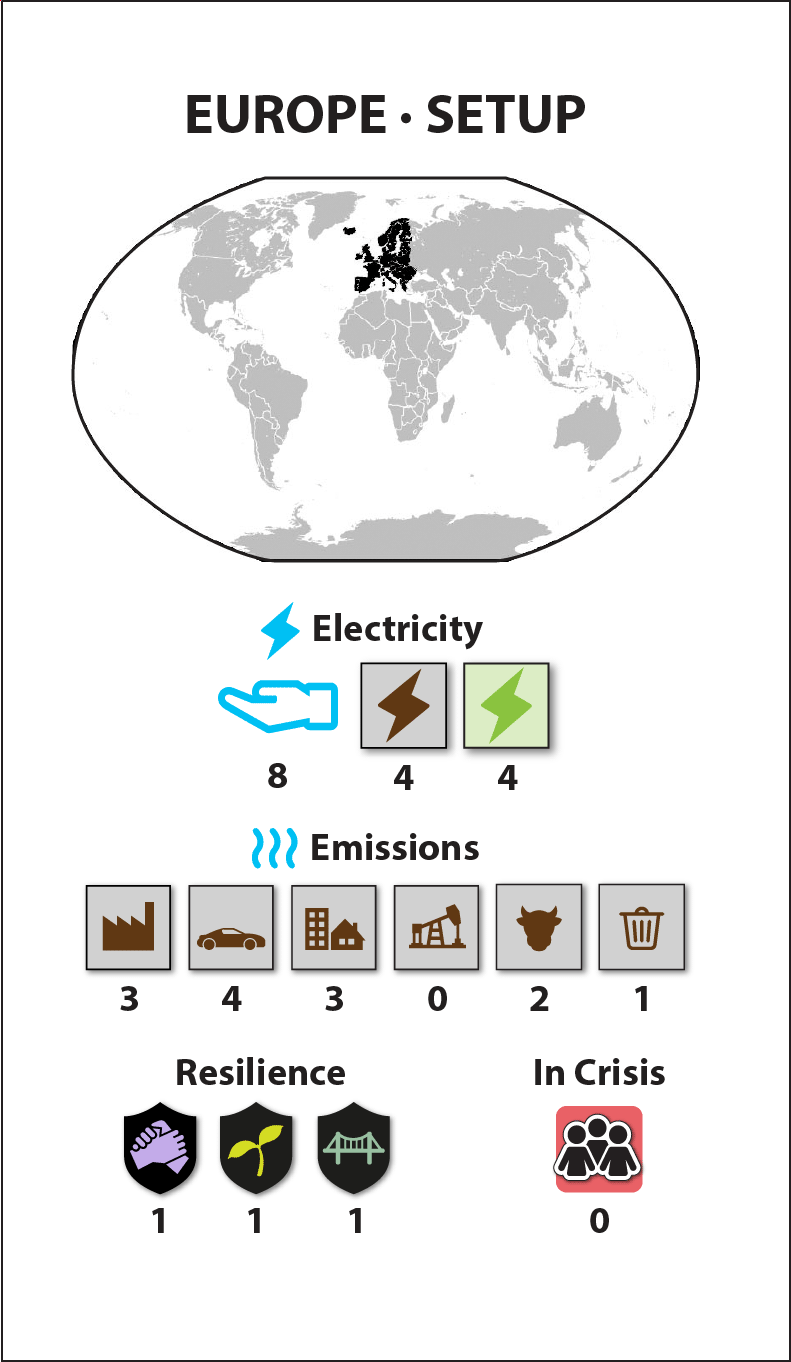 EUROPE • SETUP
Electricity
8 4 4
Emissions
3 4 3 0 2 1
Resilience In Crisis
1 1 1 0